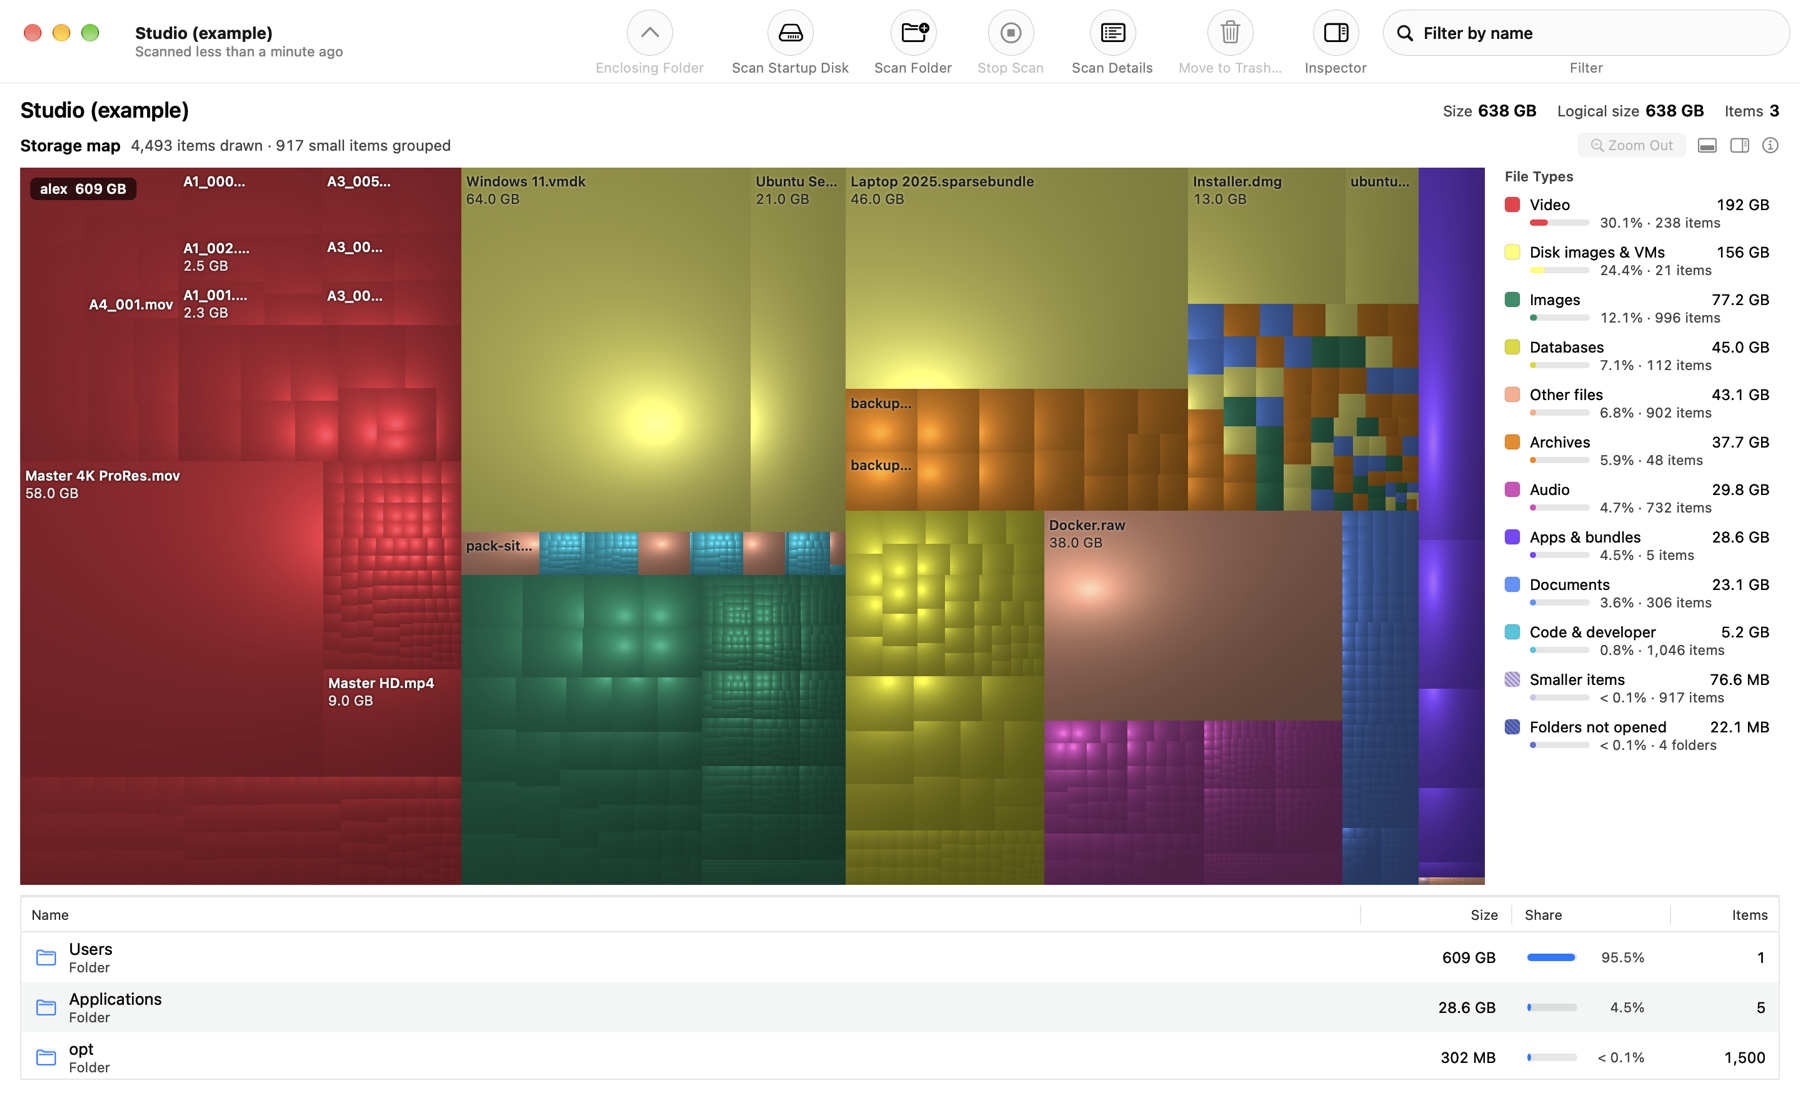 Studio (example)
Scanned less than a minute ago
Enclosing Folder
Scan Startup Disk
Scan Folder
Stop Scan
Scan Details
Move to Trash...
Inspector
Filter by name
Filter
Studio (example)
Size 638 GB Logical size 638 GB Items 3
Storage map 4,493 items drawn · 917 small items grouped
Zoom Out
alex 609 GB
A1_000...
A3_005...
A1_002....
2.5 GB
A3_00...
A4_001.mov
A1_001....
2.3 GB
A3_00...
Master 4K ProRes.mov
58.0 GB
Master HD.mp4
9.0 GB
Windows 11.vmdk
64.0 GB
Ubuntu Se...
21.0 GB
pack-sit...
Laptop 2025.sparsebundle
46.0 GB
Installer.dmg
13.0 GB
ubuntu...
backup...
backup...
Docker.raw
38.0 GB
File Types
Video 192 GB
30.1% · 238 items
Disk images & VMs 156 GB
24.4% · 21 items
Images 77.2 GB
12.1% · 996 items
Databases 45.0 GB
7.1% · 112 items
Other files 43.1 GB
6.8% · 902 items
Archives 37.7 GB
5.9% · 48 items
Audio 29.8 GB
4.7% · 732 items
Apps & bundles 28.6 GB
4.5% · 5 items
Documents 23.1 GB
3.6% · 306 items
Code & developer 5.2 GB
0.8% · 1,046 items
Smaller items 76.6 MB
< 0.1% · 917 items
Folders not opened 22.1 MB
< 0.1% · 4 folders
Name Size Share Items
Users
Folder
609 GB 95.5% 1
Applications
Folder
28.6 GB 4.5% 5
opt
Folder
302 MB < 0.1% 1,500